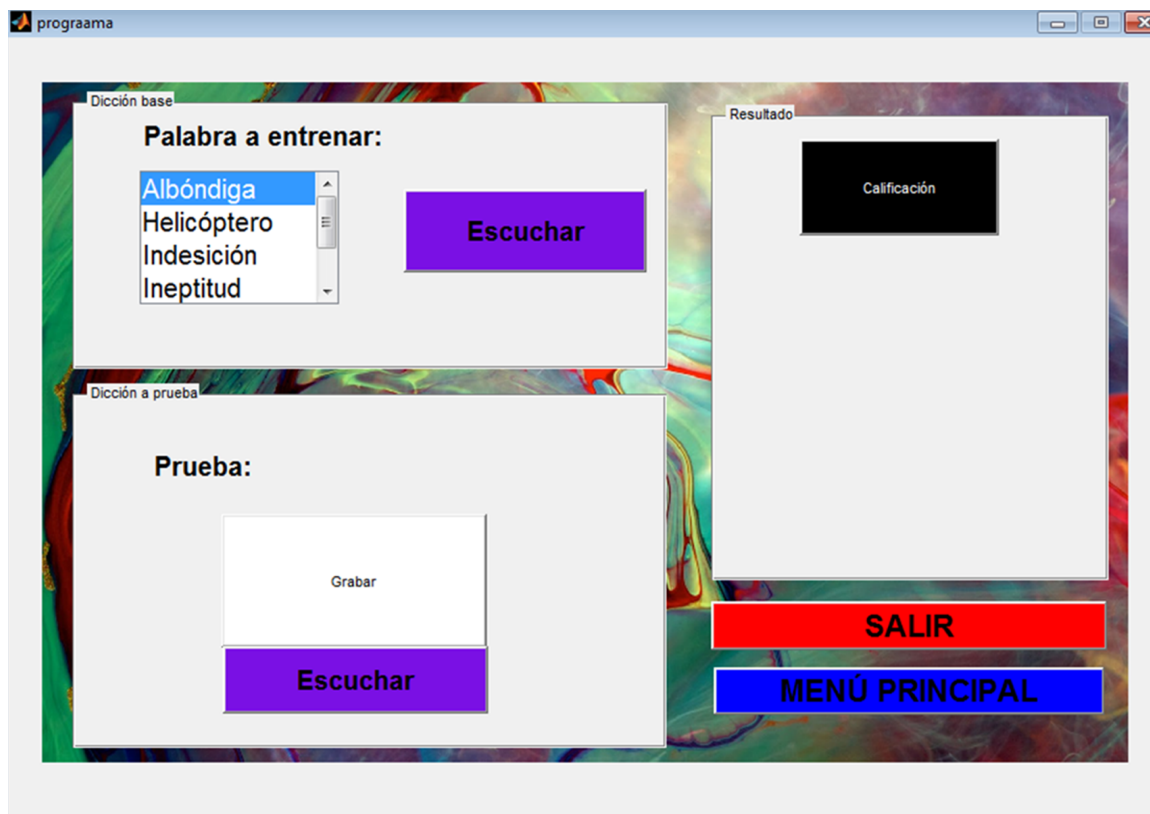 prograama
Dicción base
Palabra a entrenar:
Albóndiga
Helicóptero
Indesición
Ineptitud
Escuchar
Dicción a prueba
Prueba:
Grabar
Escuchar
Resultado
Calificación
SALIR
MENÚ PRINCIPAL